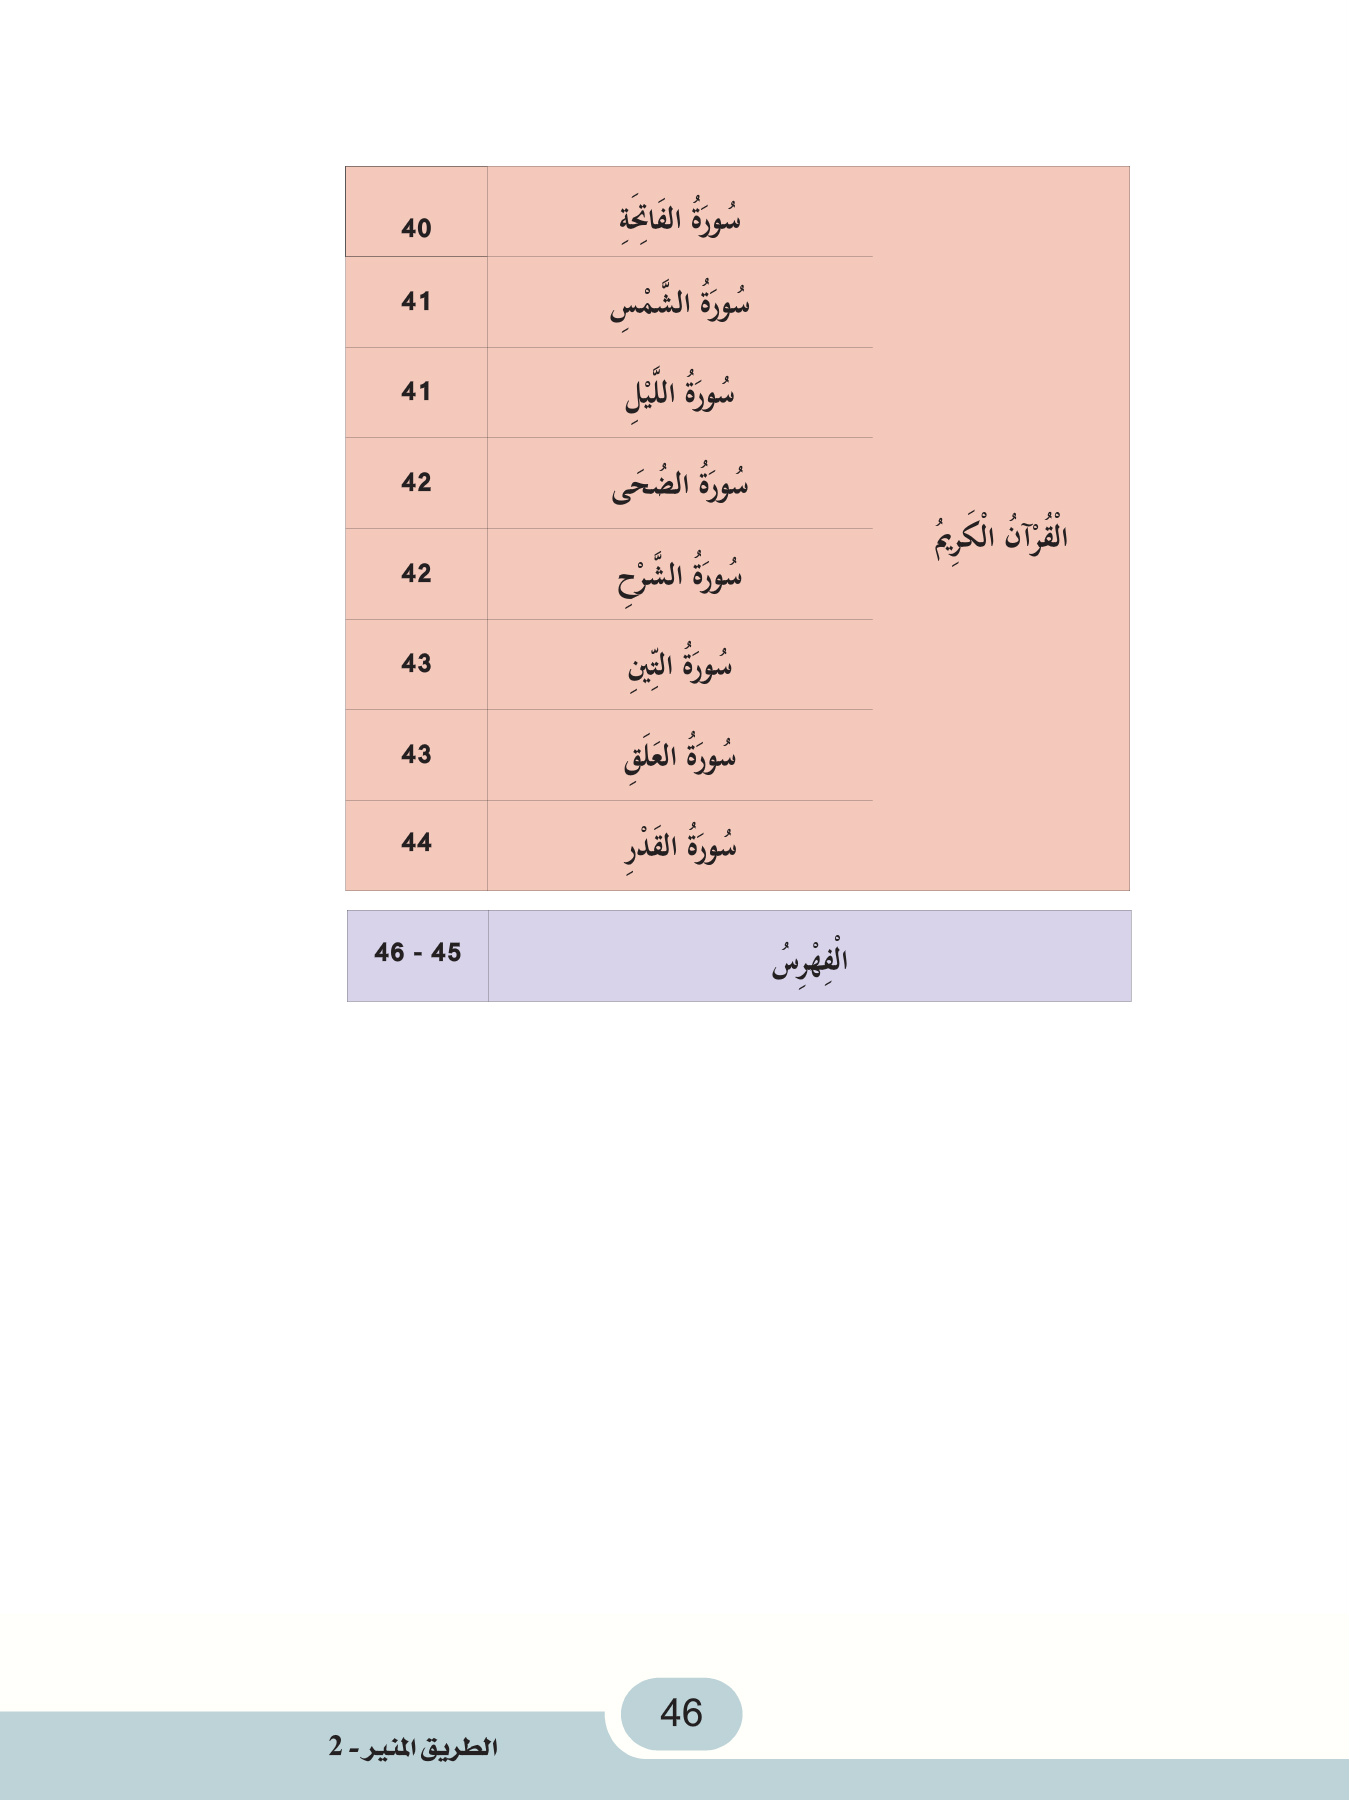 سُورَةُ الفَاتِحَةِ 40
سُورَةُ الشَّمْسِ 41
سُورَةُ اللَّيْلِ 41
سُورَةُ الضُحَى 42
الْقُرْآنُ الْكَرِيمُ
سُورَةُ الشَّرْحِ 42
سُورَةُ التِّينِ 43
سُورَةُ العَلَقِ 43
سُورَةُ القَدْرِ 44
الْفِهْرِسُ 45 - 46
46
الطريق المنير - 2